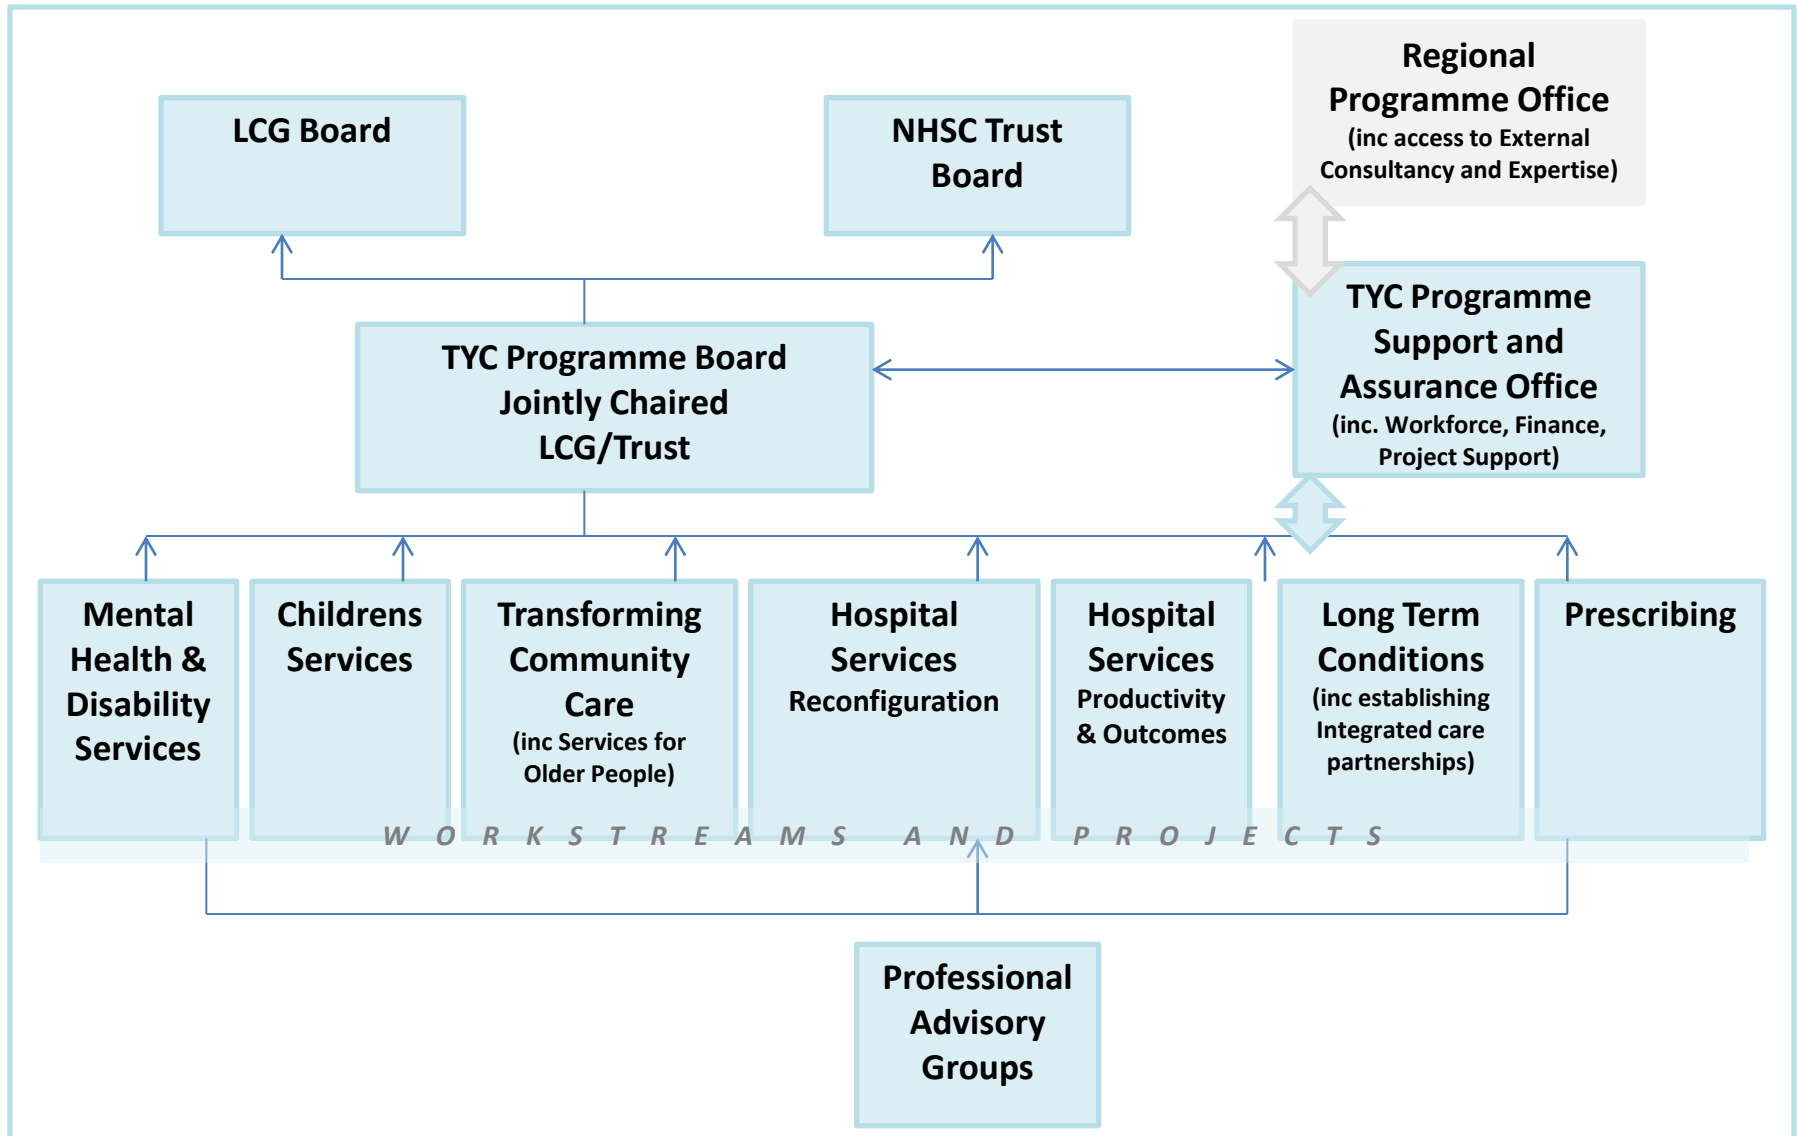 LCG Board
NHSC Trust
Board
Regional
Programme Office
(inc access to External
Consultancy and Expertise)
TYC Programme Board
Jointly Chaired
LCG/Trust
TYC Programme
Support and
Assurance Office
(inc. Workforce, Finance,
Project Support)
Mental
Health &
Disability
Services
Childrens
Services
Transforming
Community
Care
(inc Services for
Older People)
Hospital
Services
Reconfiguration
Hospital
Services
Productivity
& Outcomes
Long Term
Conditions
(inc establishing
Integrated care
partnerships)
Prescribing
WORKSTREAMS AND PROJECTS
Professional
Advisory
Groups